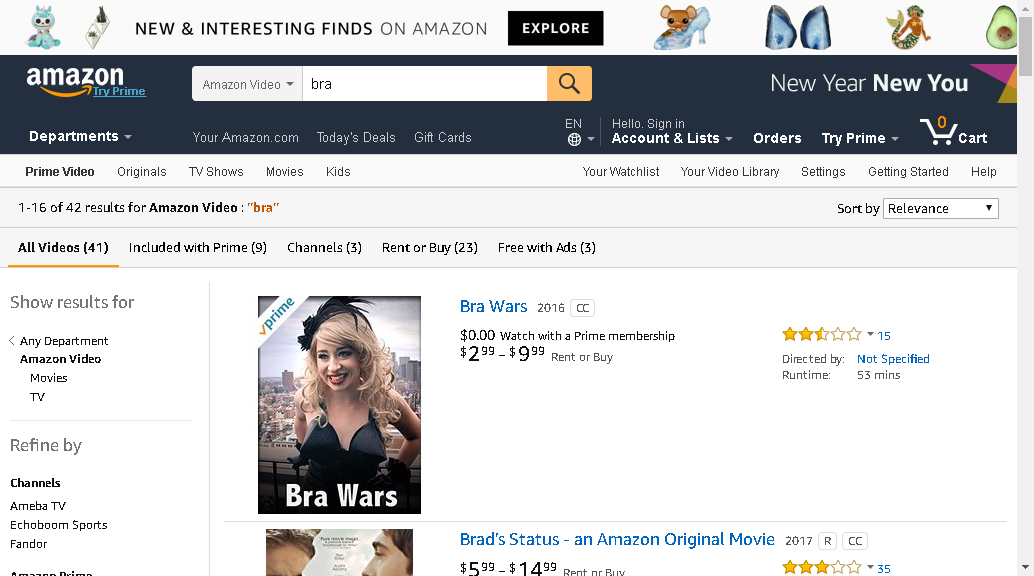 NEW & INTERESTING FINDS ON AMAZON EXPLORE
amazon
Try Prime
Amazon Video bra
New Year New You
Departments
Your Amazon.com Today's Deals Gift Cards
EN
Hello. Sign in
Account & Lists Orders Try Prime 0 Cart
Prime Video Originals TV Shows Movies Kids Your Watchlist Your Video Library Settings Getting Started Help
1-16 of 42 results for Amazon Video : "bra" Sort by Relevance
All Videos (41) Included with Prime (9) Channels (3) Rent or Buy (23) Free with Ads (3)
Show results for
Any Department
Amazon Video
Movies
TV
Refine by
Channels
Ameba TV
Echoboom Sports
Fandor
Amazon Prime
prime
Bra Wars
Bra Wars 2016 CC
$0.00 Watch with a Prime membership
$2.99 - $9.99 Rent or Buy
15
Directed by: Not Specified
Runtime: 53 mins
Brad's Status - an Amazon Original Movie 2017 R CC
$5.99 - $14.99 Rent or Buy
35